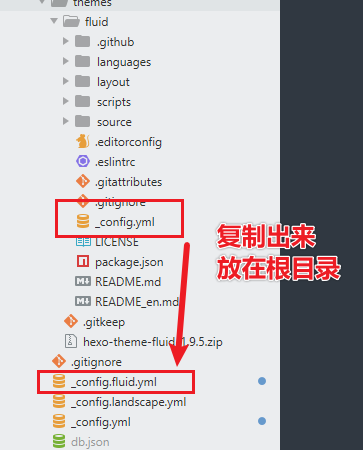 themes
fluid
.github
languages
layout
scripts
source
.editorconfig
.eslintrc
.gitattributes
.gitignore
_config.yml
LICENSE
package.json
README.md
README_en.md
.gitkeep
hexo-theme-fluid-1.9.5.zip
.gitignore
_config.fluid.yml
_config.landscape.yml
_config.yml
db.json
复制出来
放在根目录